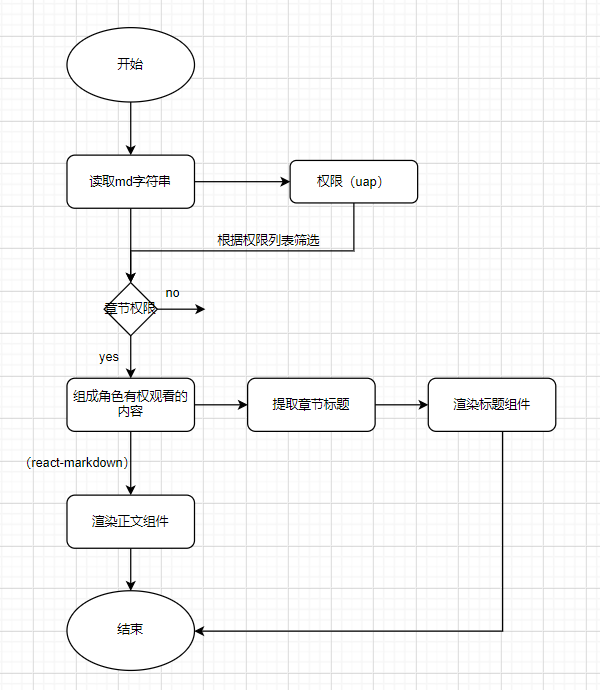 开始
读取md字符串
权限（uap）
根据权限列表筛选
章节权限
no
yes
组成角色有权观看的
内容
提取章节标题
渲染标题组件
（react-markdown）
渲染正文组件
结束